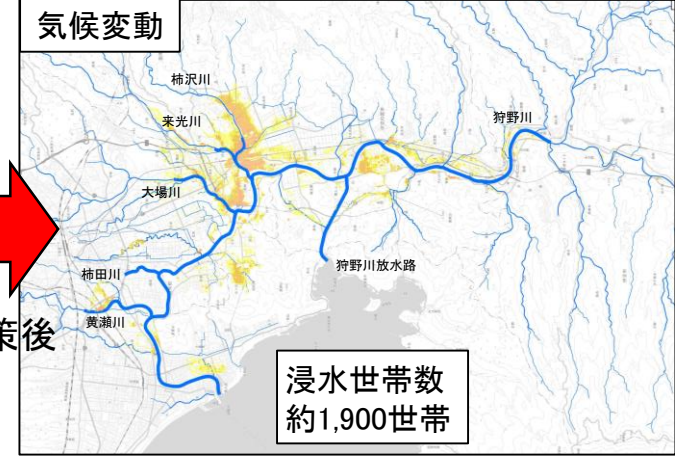 気候変動
柿沢川
来光川
狩野川
大場川
狩野川放水路
柿田川
黄瀬川
策後
浸水世帯数
約1,900世帯